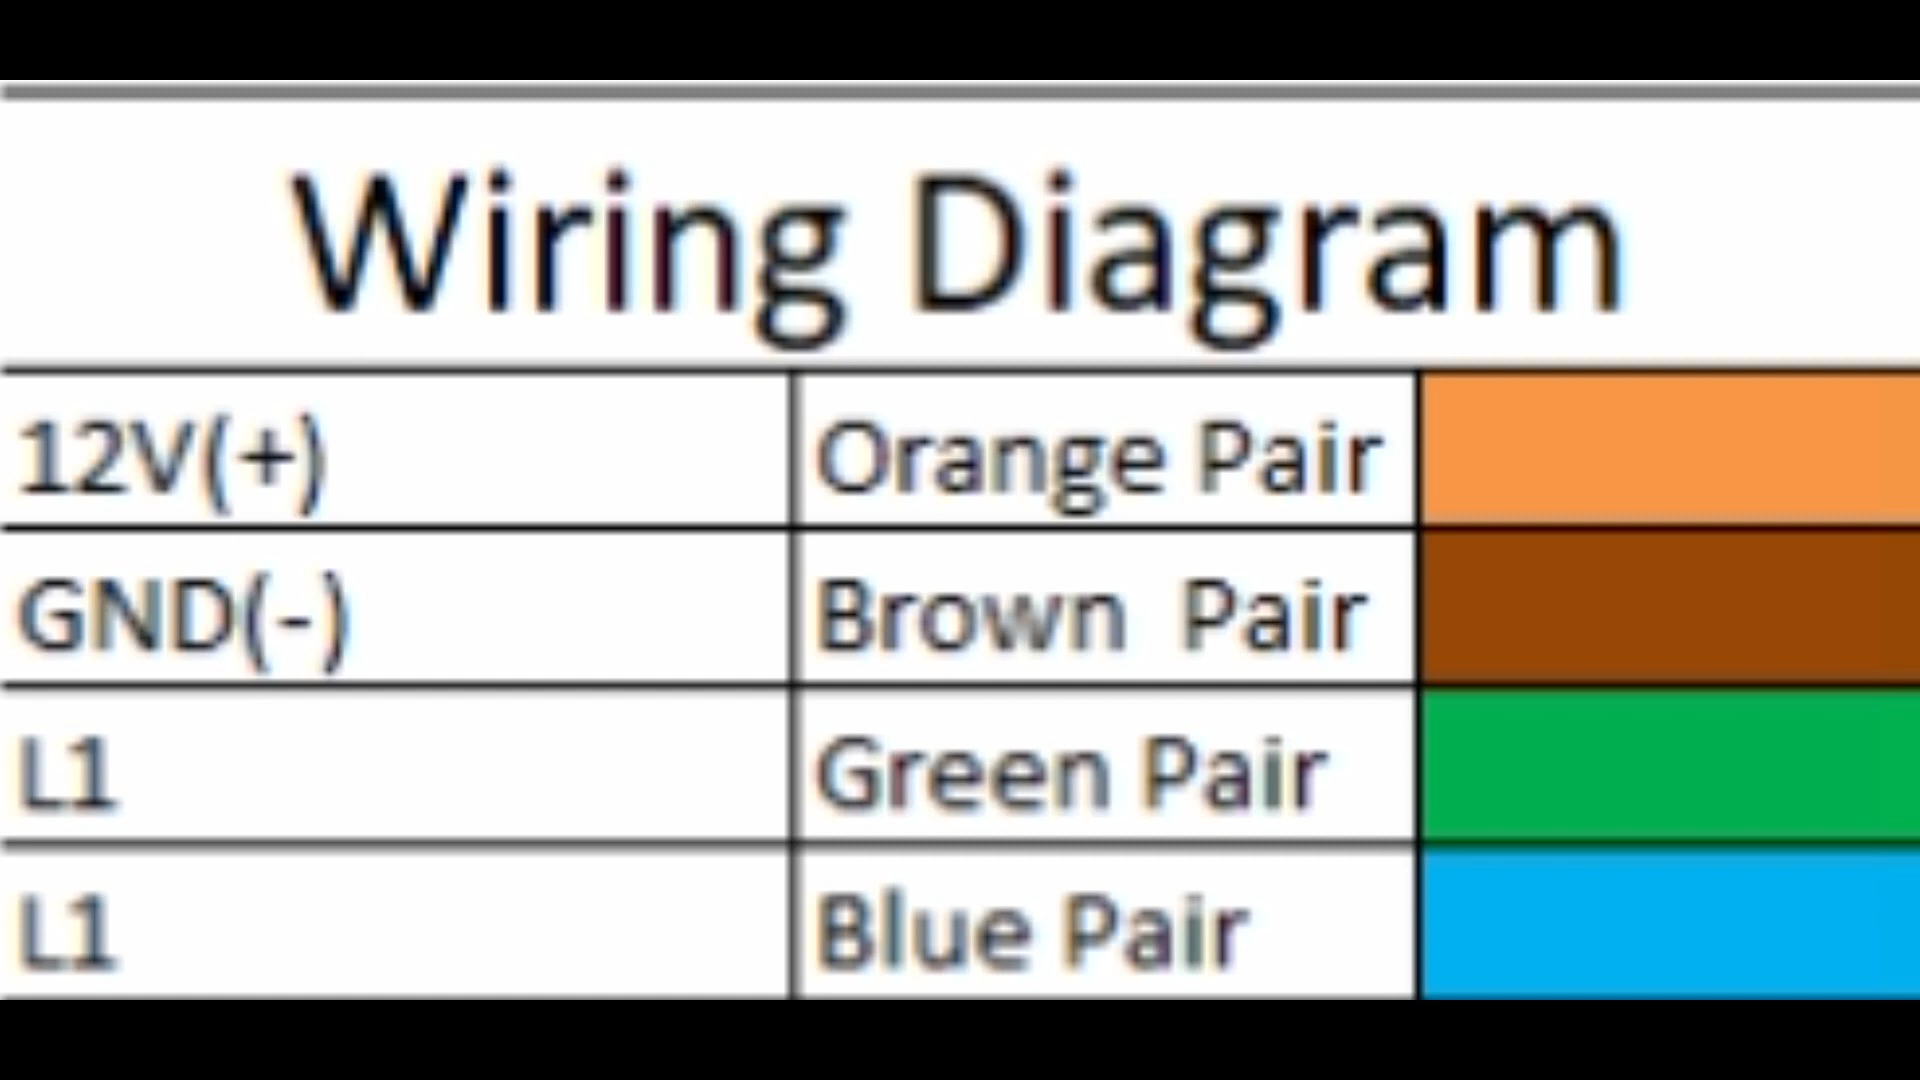 Wiring Diagram
12V(+) Orange Pair
GND(-) Brown Pair
L1 Green Pair
L1 Blue Pair